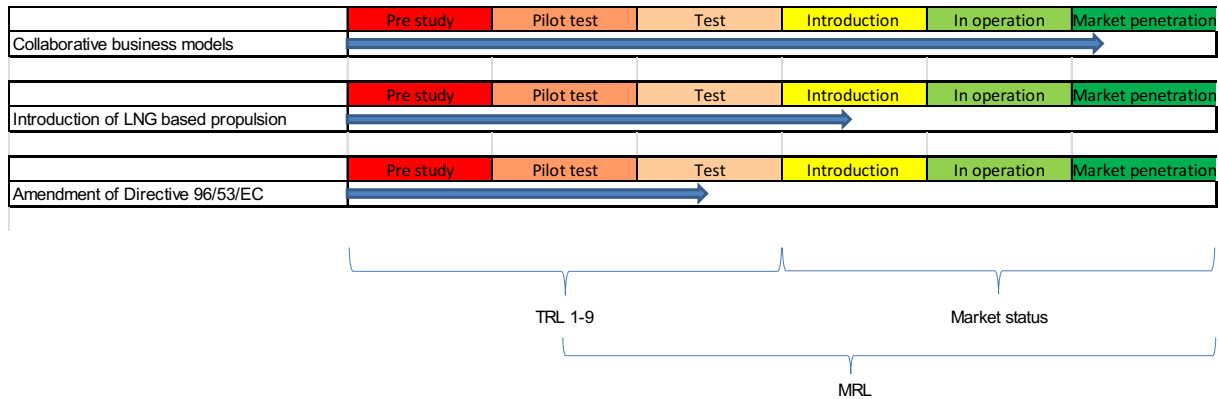 Pre study Pilot test Test Introduction In operation Market penetration
Collaborative business models
Pre study Pilot test Test Introduction In operation Market penetration
Introduction of LNG based propulsion
Pre study Pilot test Test Introduction In operation Market penetration
Amendment of Directive 96/53/EC
TRL 1-9 Market status
MRL